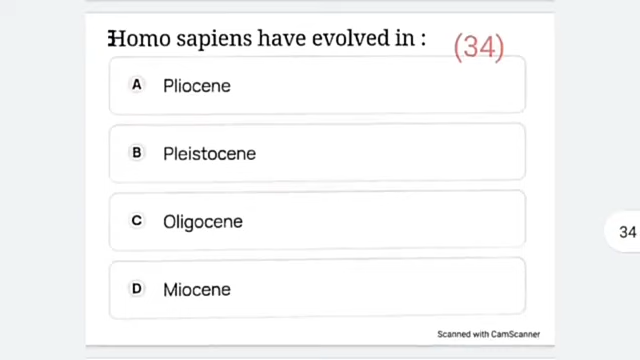 Homo sapiens have evolved in :
(34)
A Pliocene
B Pleistocene
C Oligocene
D Miocene
34
Scanned with CamScanner